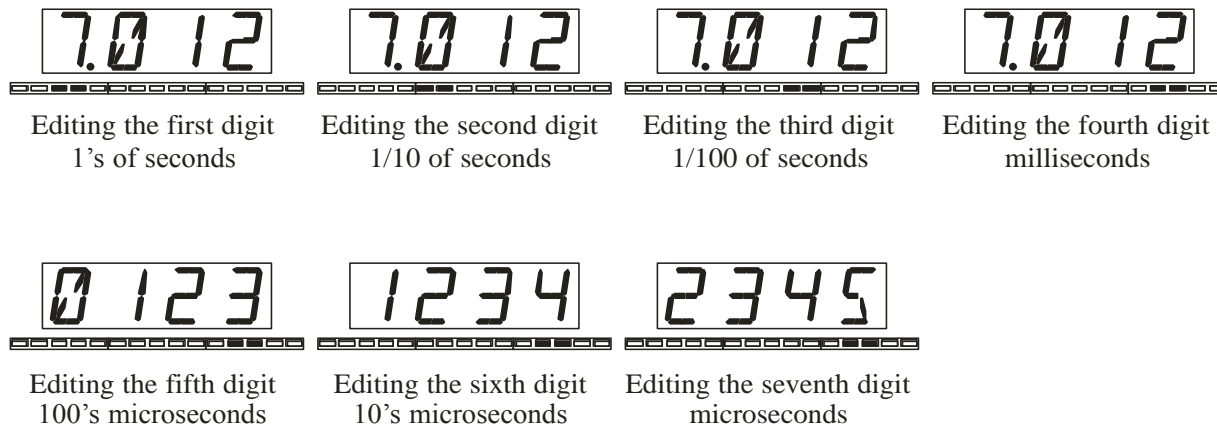 7.012 7.012 7.012 7.012
Editing the first digit Editing the second digit Editing the third digit Editing the fourth digit
1's of seconds 1/10 of seconds 1/100 of seconds milliseconds
0123 1234 2345
Editing the fifth digit Editing the sixth digit Editing the seventh digit
100's microseconds 10's microseconds microseconds